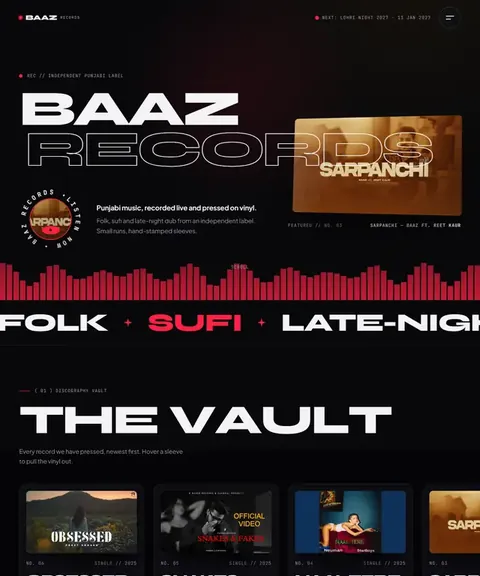 BAAZ RECORDS
NEXT: LOHRI NIGHT 2027 · 13 JAN 2027
REC // INDEPENDENT PUNJABI LABEL
BAAZ
RECORDS
SARPANCHI
RECORDS · LISTEN NOW · BAAZ
Punjabi music, recorded live and pressed on vinyl.
Folk, sufi and late-night dub from an independent label.
Small runs, hand-stamped sleeves.
FEATURED // NO. 03
SARPANCHI — BAAZ FT. DEET KAUR
FOLK + SUFI + LATE-NIGH
( 01 ) DISCOGRAPHY VAULT
THE VAULT
Every record we have pressed, newest first. Hover a sleeve
to pull the vinyl out.
OBSESSED
OFFICIAL
VIDEO
SNAKES & FAKES
SARP
NO. 06
SINGLE // 2025
NO. 05
SINGLE // 2025
NO. 04
SINGLE // 2025
NO. 03